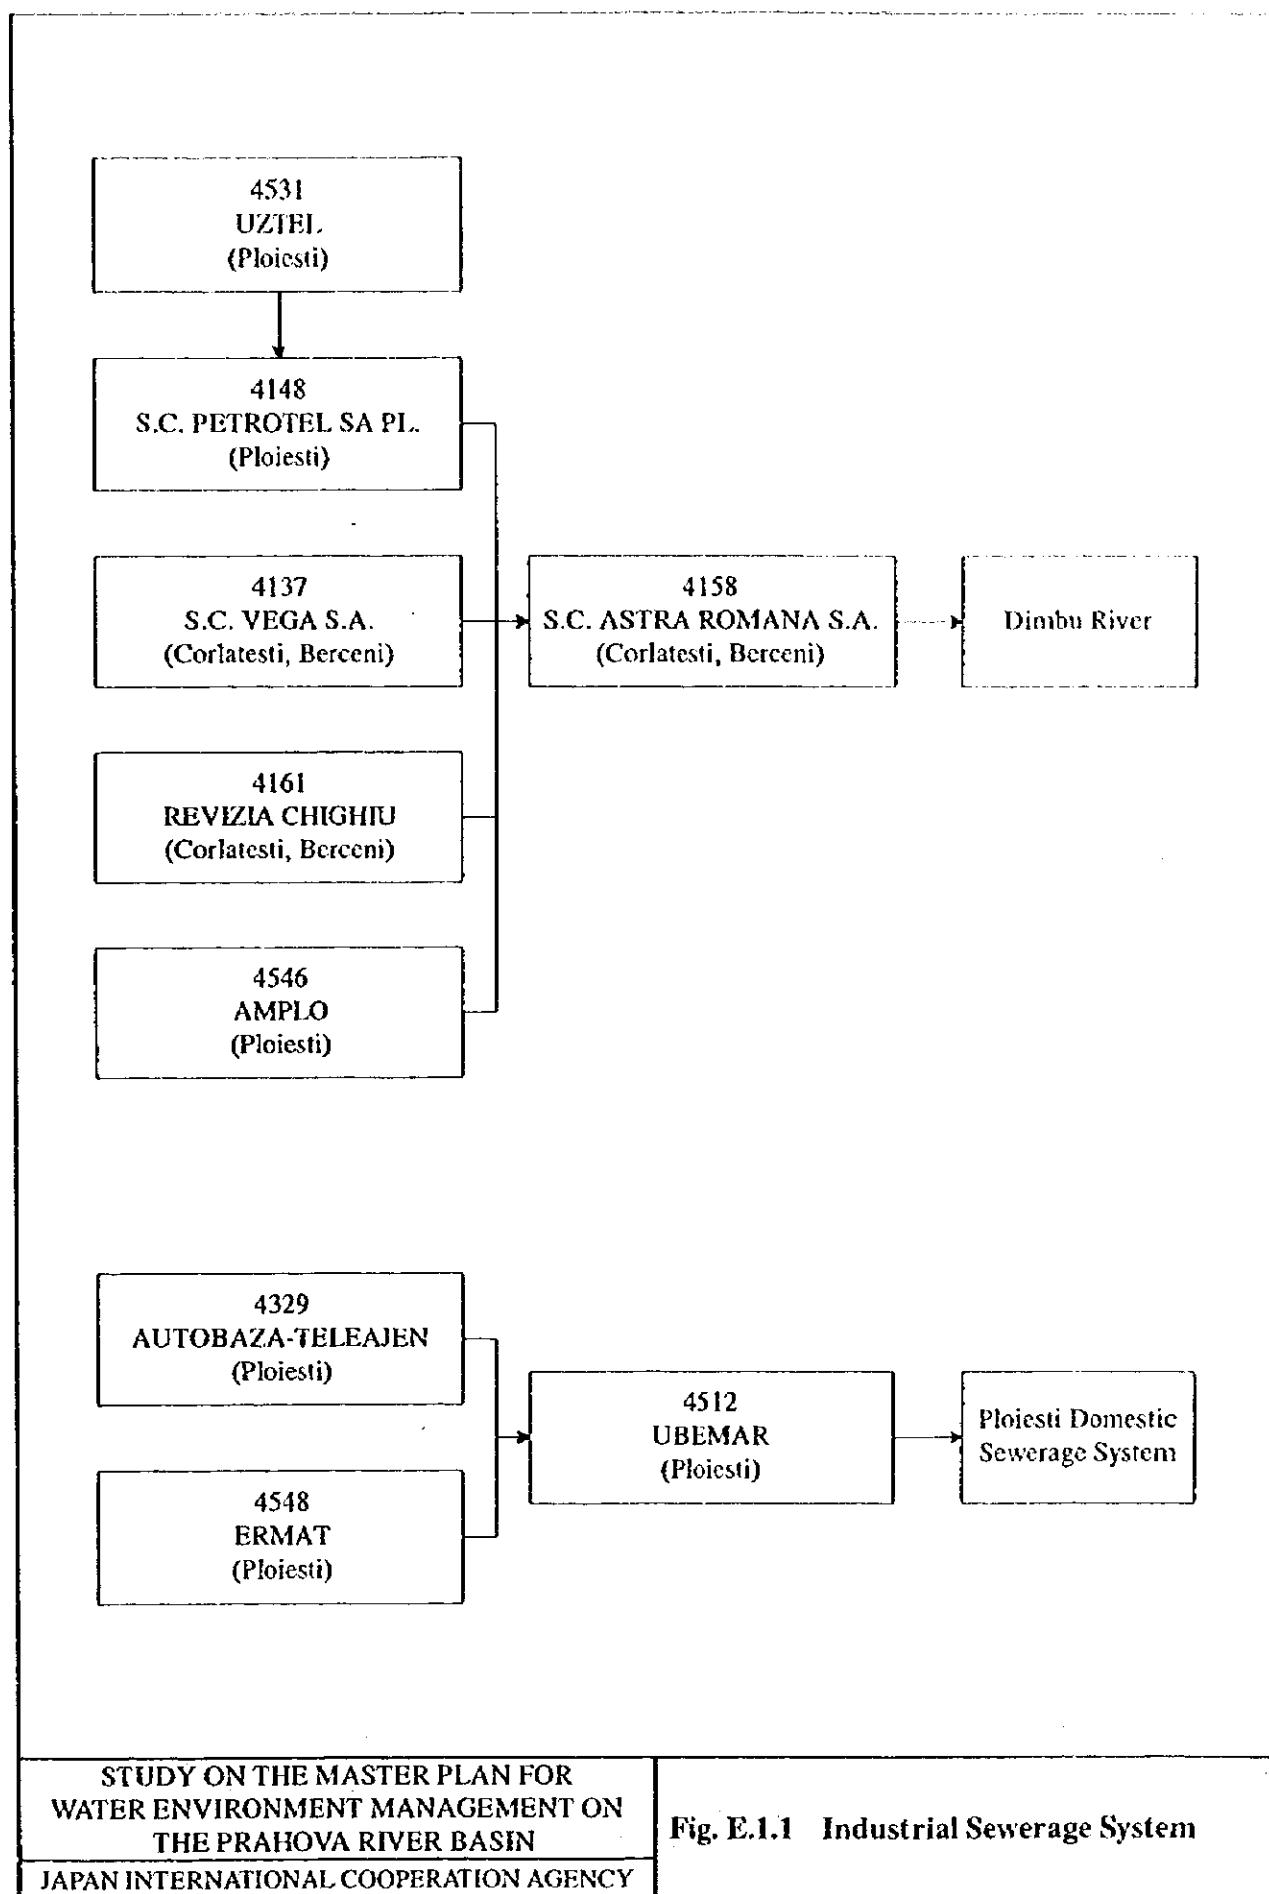 4531
UZTEL
(Ploiesti)
4148
S.C. PETROTEL SA PL.
(Ploiesti)
4137
S.C. VEGA S.A.
(Corlatesti, Berceni)
4158
S.C. ASTRA ROMANA S.A.
(Corlatesti, Berceni)
Dimbu River
4161
REVIZIA CHIGHIU
(Corlatesti, Berceni)
4546
AMPLO
(Ploiesti)
4329
AUTOBAZA-TELEAJEN
(Ploiesti)
4512
UBEMAR
(Ploiesti)
Ploiesti Domestic
Sewerage System
4548
ERMAT
(Ploiesti)
STUDY ON THE MASTER PLAN FOR
WATER ENVIRONMENT MANAGEMENT ON
THE PRAHOVA RIVER BASIN
JAPAN INTERNATIONAL COOPERATION AGENCY
Fig. E.1.1 Industrial Sewerage System